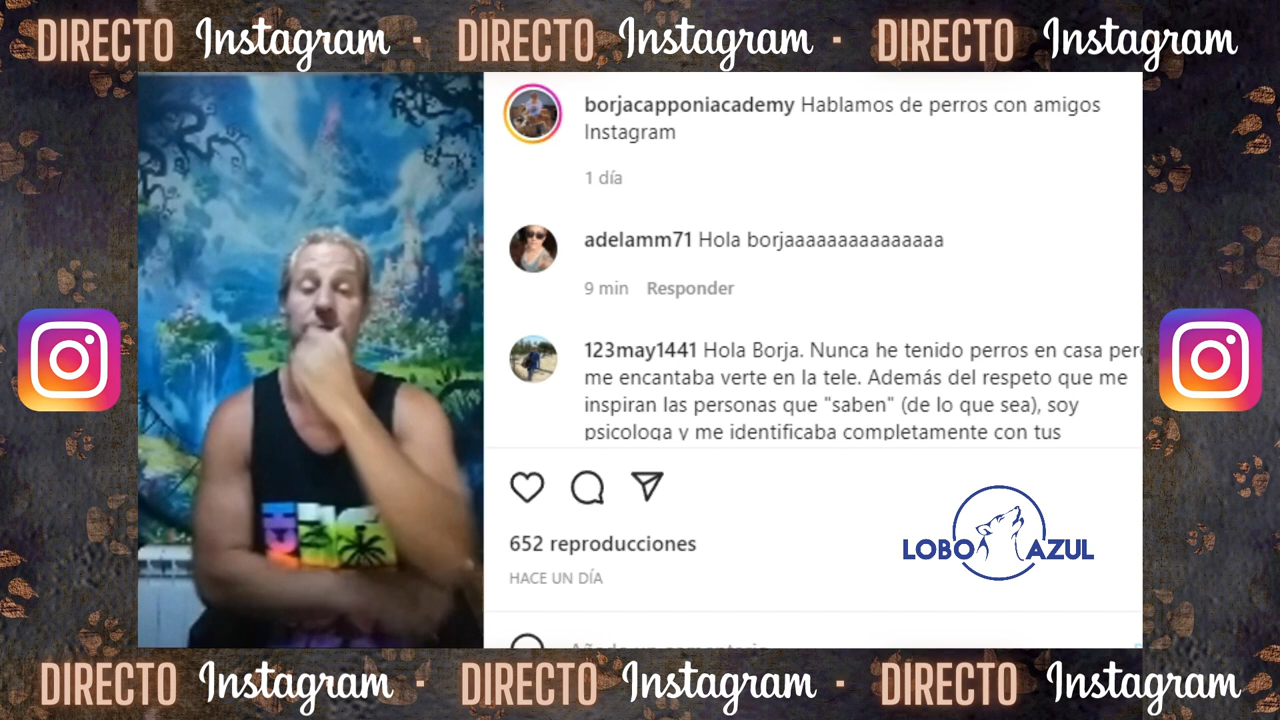 DIRECTO Instagram · DIRECTO Instagram · DIRECTO Instagram
borjacapponiacademy Hablamos de perros con amigos
Instagram
1 día
adelamm71 Hola borjaaaaaaaaaaaaaaa
9 min Responder
123may1441 Hola Borja. Nunca he tenido perros en casa
me encantaba verte en la tele. Además del respeto que me
inspiran las personas que "saben" (de lo que sea), soy
psicologa y me identificaba completamente con tus
652 reproducciones
HACE UN DÍA
LOBO AZUL
DIRECTO Instagram · DIRECTO Instagram · DIRECTO Instagram